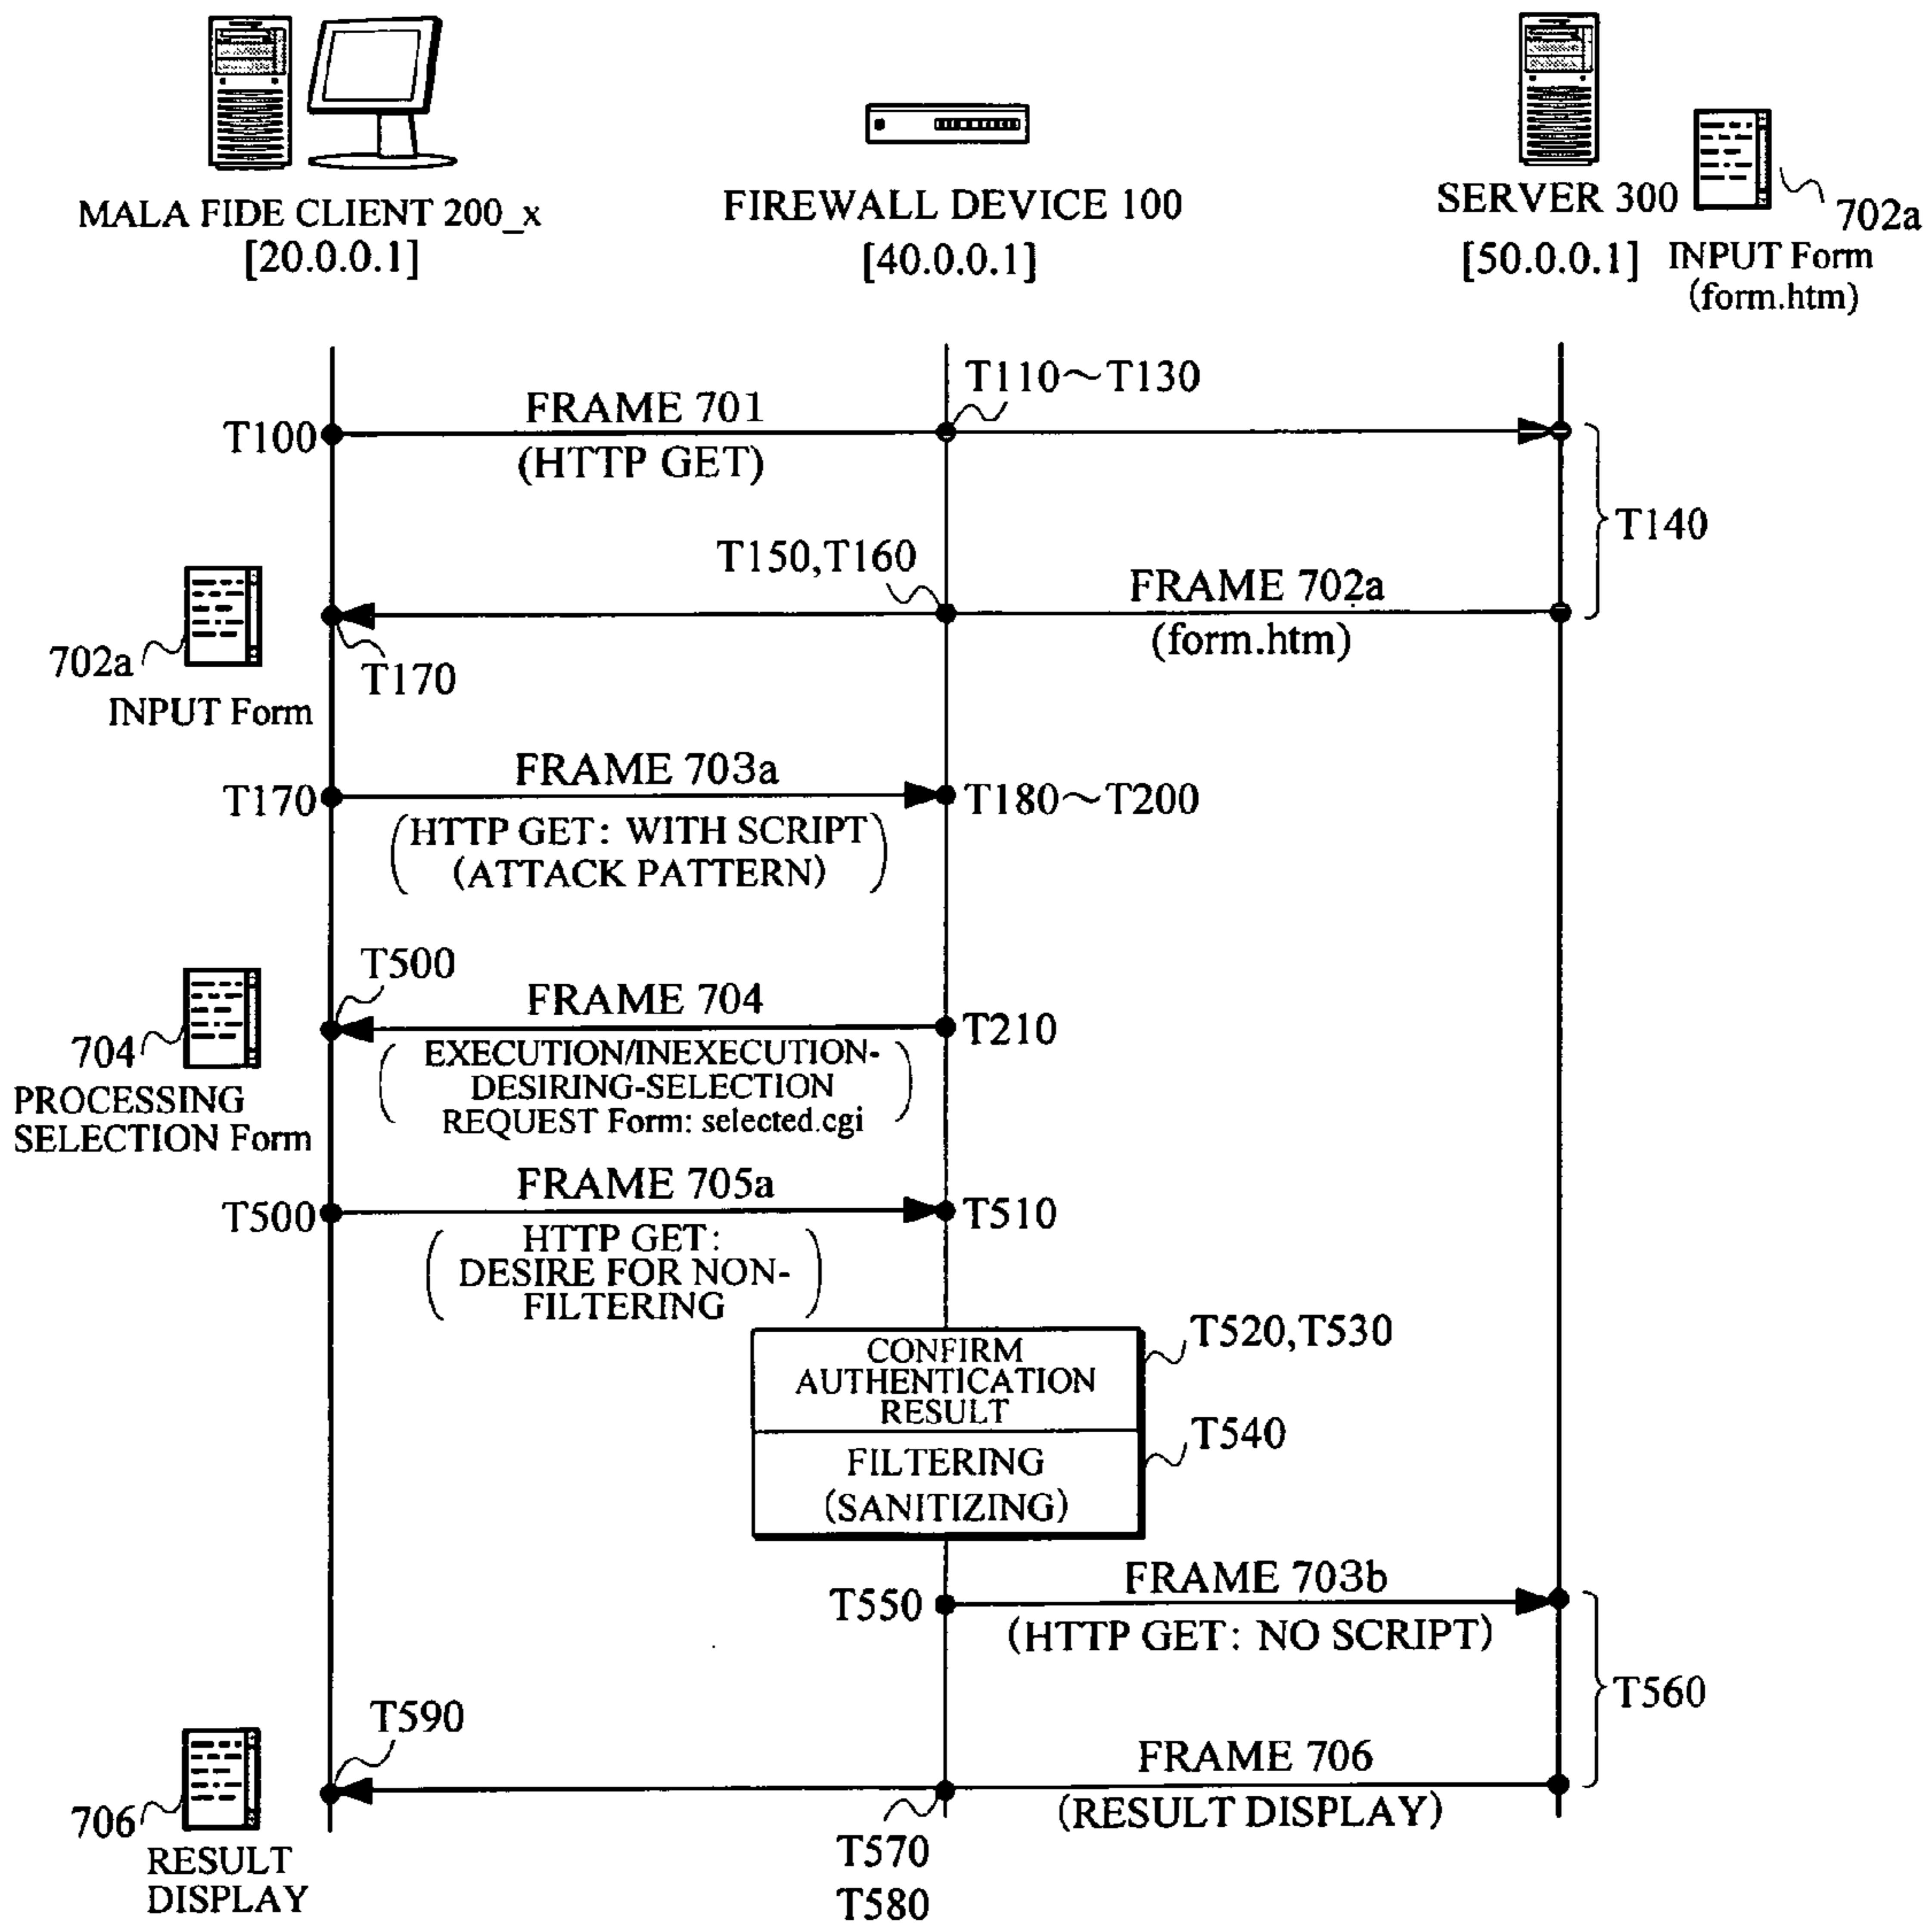 MALA FIDE CLIENT 200_x
[20.0.0.1]
FIREWALL DEVICE 100
[40.0.0.1]
SERVER 300
[50.0.0.1]
702a
INPUT Form
(form.htm)
T110～T130
FRAME 701
T100
(HTTP GET)
T140
T150,T160
FRAME 702a
(form.htm)
702a
T170
INPUT Form
FRAME 703a
T170
T180～T200
(HTTP GET: WITH SCRIPT
(ATTACK PATTERN))
T500
FRAME 704
T210
704
PROCESSING
SELECTION Form
(EXECUTION/INEXECUTION-
DESIRING-SELECTION
REQUEST Form: selected.cgi)
FRAME 705a
T500
T510
(HTTP GET:
DESIRE FOR NON-
FILTERING)
CONFIRM
AUTHENTICATION
RESULT
T520,T530
FILTERING
(SANITIZING)
T540
FRAME 703b
T550
(HTTP GET: NO SCRIPT)
T560
T590
FRAME 706
(RESULT DISPLAY)
706
RESULT
DISPLAY
T570
T580